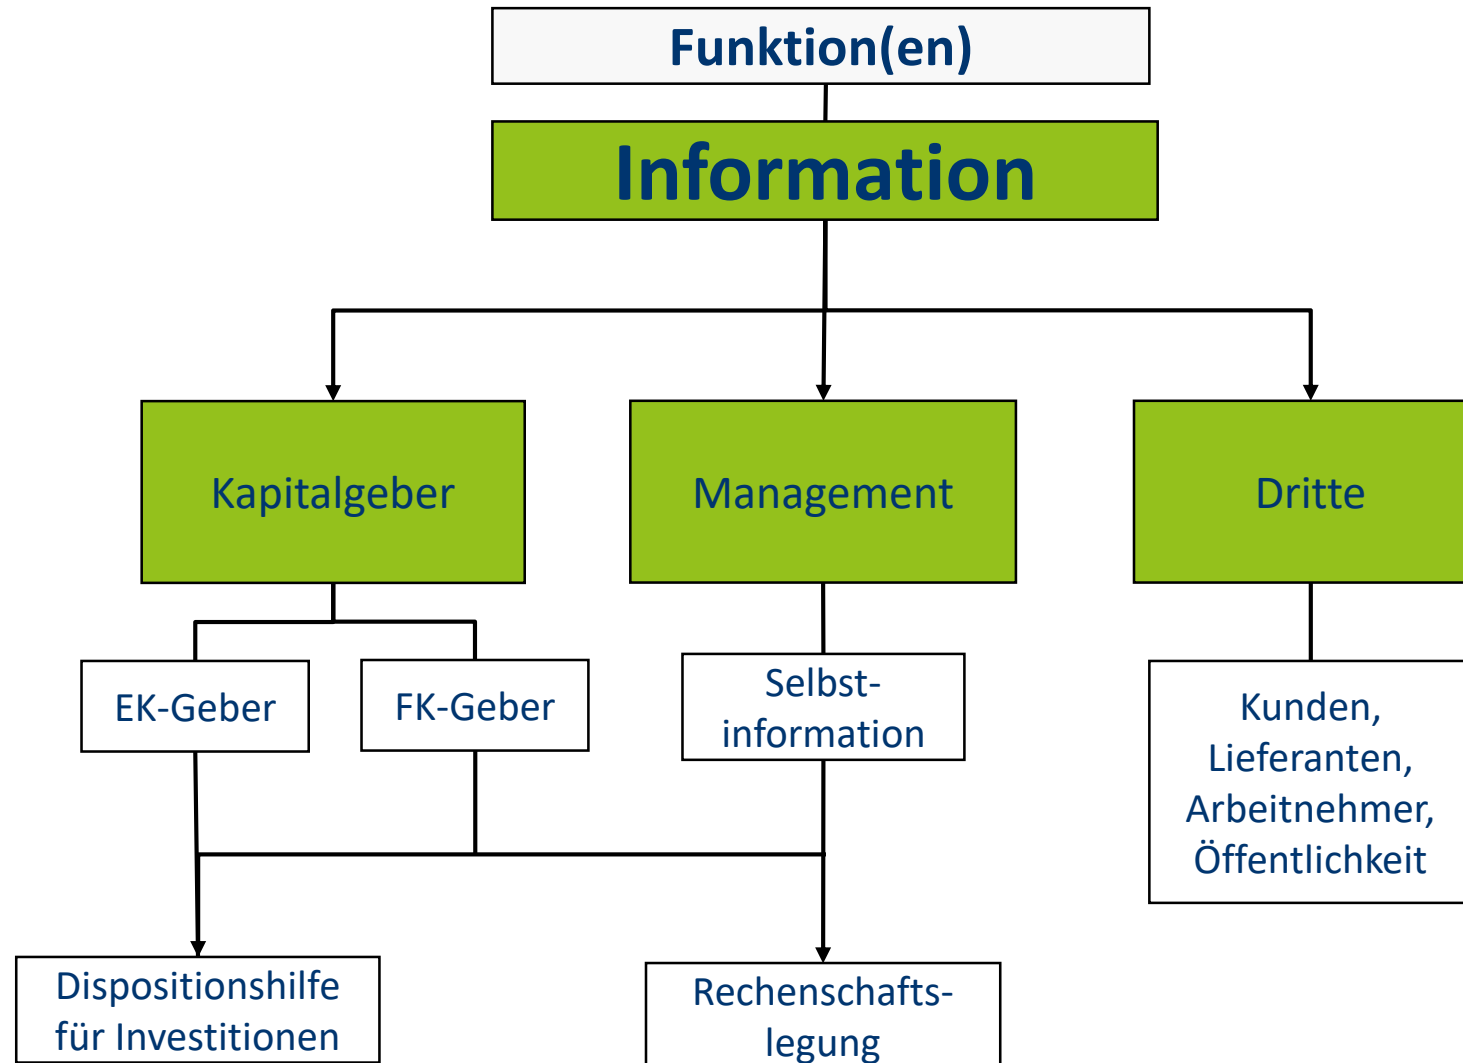 Funktion(en)
Information
Kapitalgeber
Management
Dritte
EK-Geber
FK-Geber
Selbst-
information
Kunden,
Lieferanten,
Arbeitnehmer,
Öffentlichkeit
Dispositionshilfe
für Investitionen
Rechenschafts-
legung